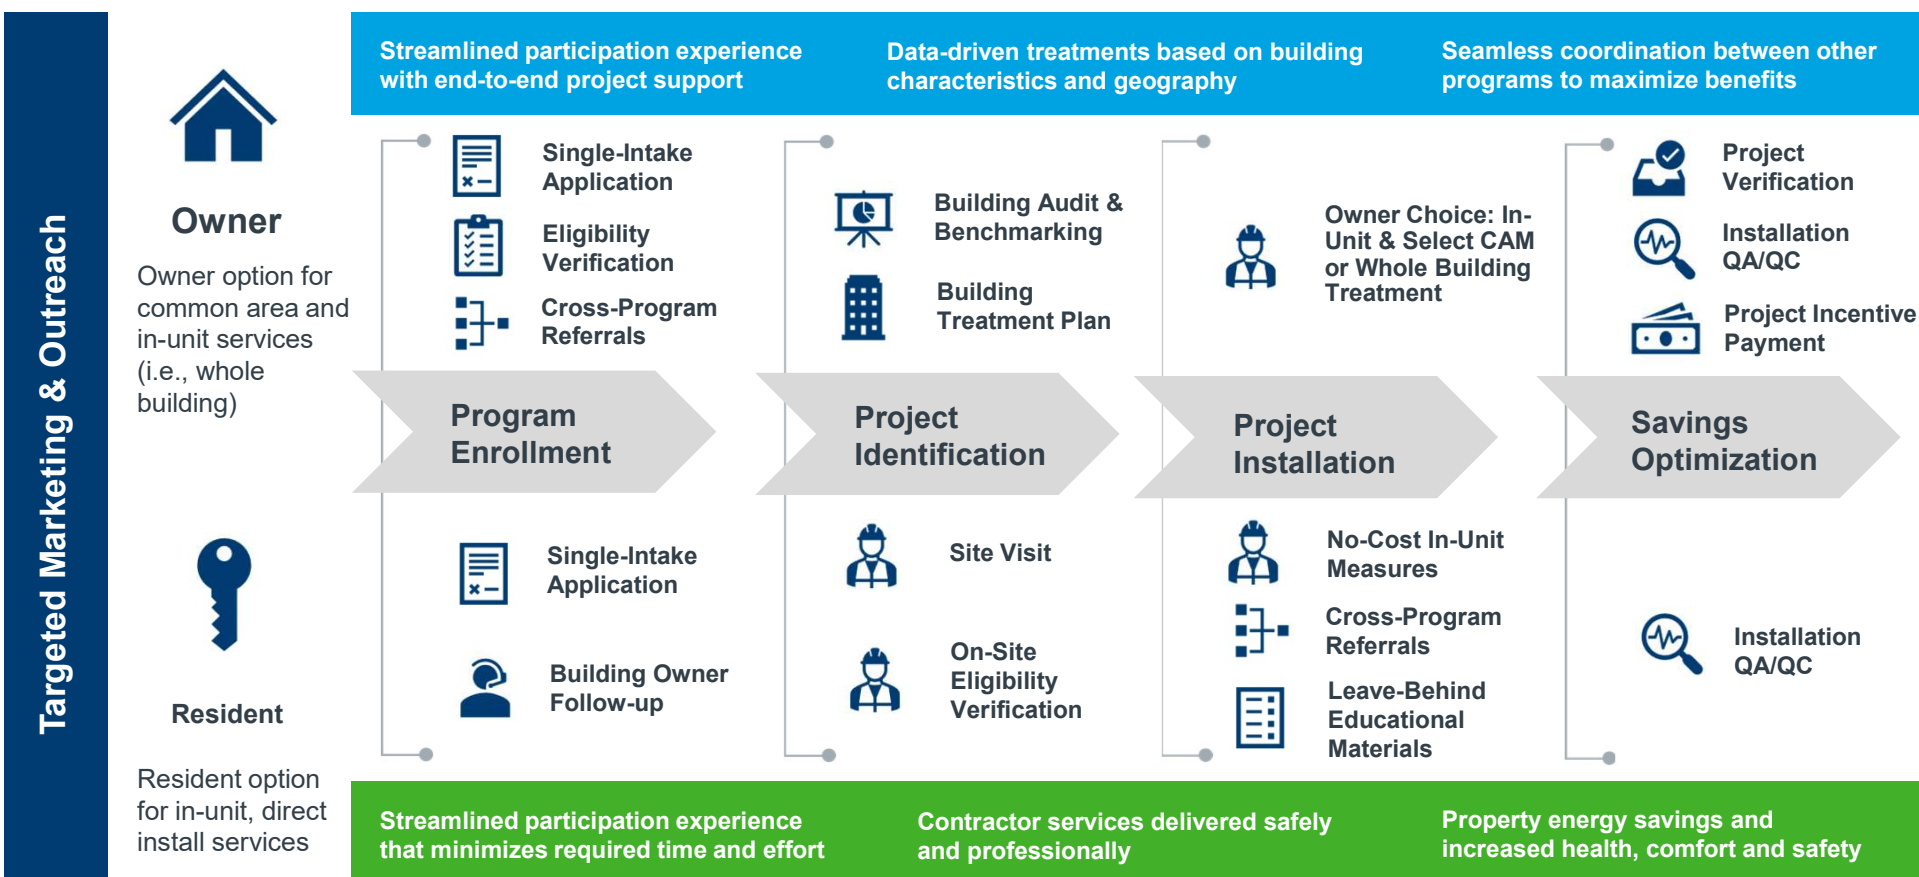 Targeted Marketing & Outreach
Owner
Owner option for
common area and
in-unit services
(i.e., whole
building)
Resident
Resident option
for in-unit, direct
install services
Streamlined participation experience
with end-to-end project support
Data-driven treatments based on building
characteristics and geography
Seamless coordination between other
programs to maximize benefits
Single-Intake
Application
Eligibility
Verification
Cross-Program
Referrals
Building Audit &
Benchmarking
Building
Treatment Plan
Owner Choice: In-
Unit & Select CAM
or Whole Building
Treatment
Project
Verification
Installation
QA/QC
Project Incentive
Payment
Program
Enrollment
Project
Identification
Project
Installation
Savings
Optimization
Single-Intake
Application
Building Owner
Follow-up
Site Visit
On-Site
Eligibility
Verification
No-Cost In-Unit
Measures
Cross-Program
Referrals
Leave-Behind
Educational
Materials
Installation
QA/QC
Streamlined participation experience
that minimizes required time and effort
Contractor services delivered safely
and professionally
Property energy savings and
increased health, comfort and safety